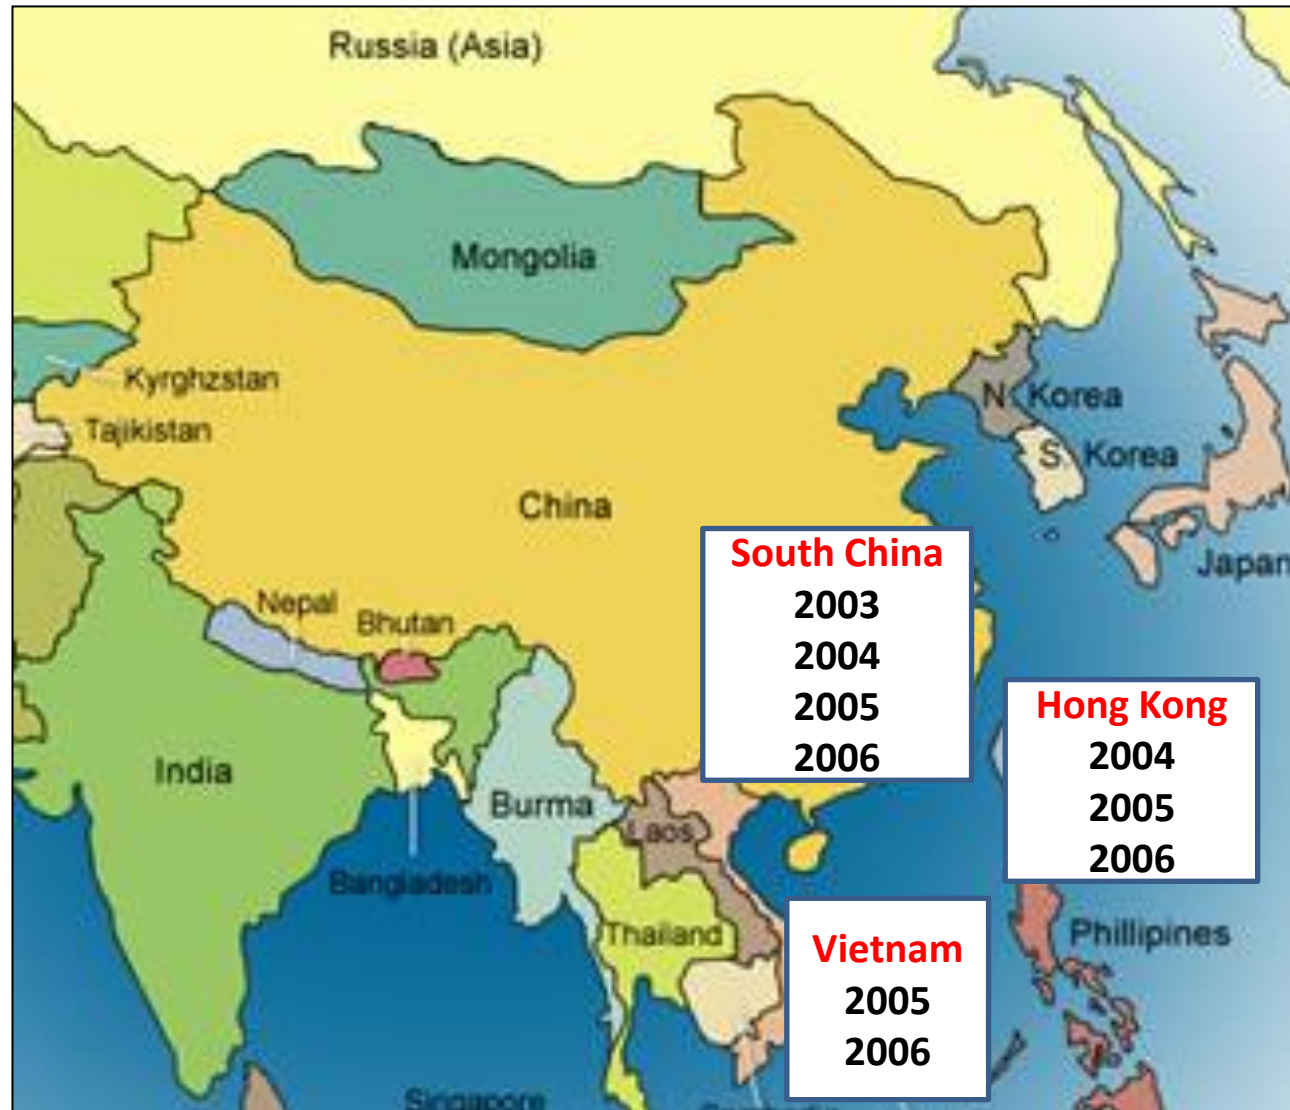 Russia (Asia)
Mongolia
Kyrghzstan
Tajikistan
N. Korea
S. Korea
China
Japan
South China
2003
2004
2005
2006
Nepal
Bhutan
Hong Kong
2004
2005
2006
India
Burma
Laos
Bangladesh
Thailand
Phillipines
Vietnam
2005
2006
Singapore